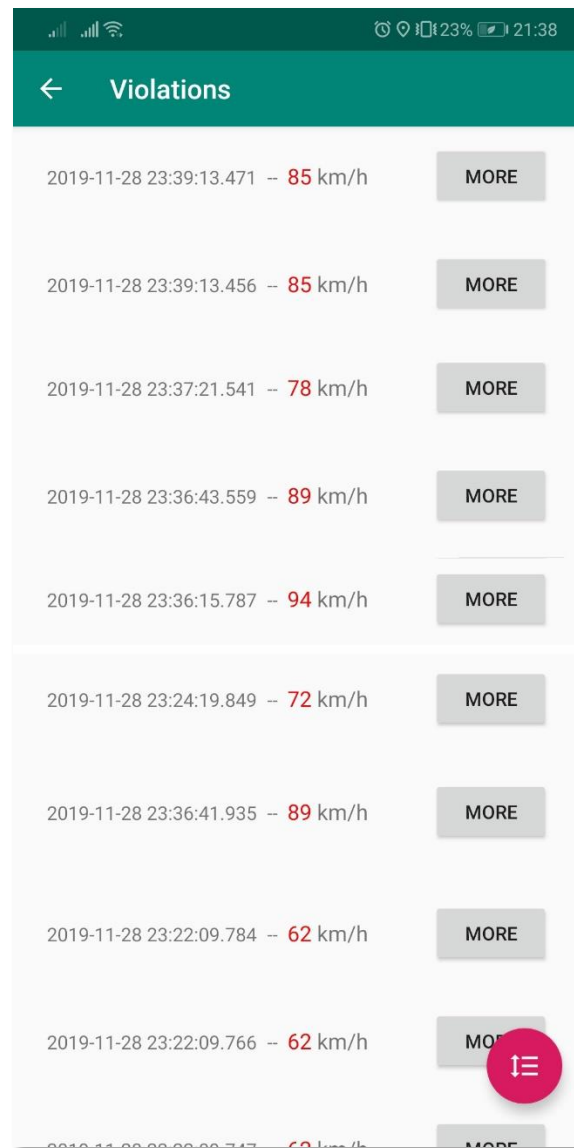 23% 21:38
Violations
2019-11-28 23:39:13.471 -- 85 km/h MORE
2019-11-28 23:39:13.456 -- 85 km/h MORE
2019-11-28 23:37:21.541 -- 78 km/h MORE
2019-11-28 23:36:43.559 -- 89 km/h MORE
2019-11-28 23:36:15.787 -- 94 km/h MORE
2019-11-28 23:24:19.849 -- 72 km/h MORE
2019-11-28 23:36:41.935 -- 89 km/h MORE
2019-11-28 23:22:09.784 -- 62 km/h MORE
2019-11-28 23:22:09.766 -- 62 km/h